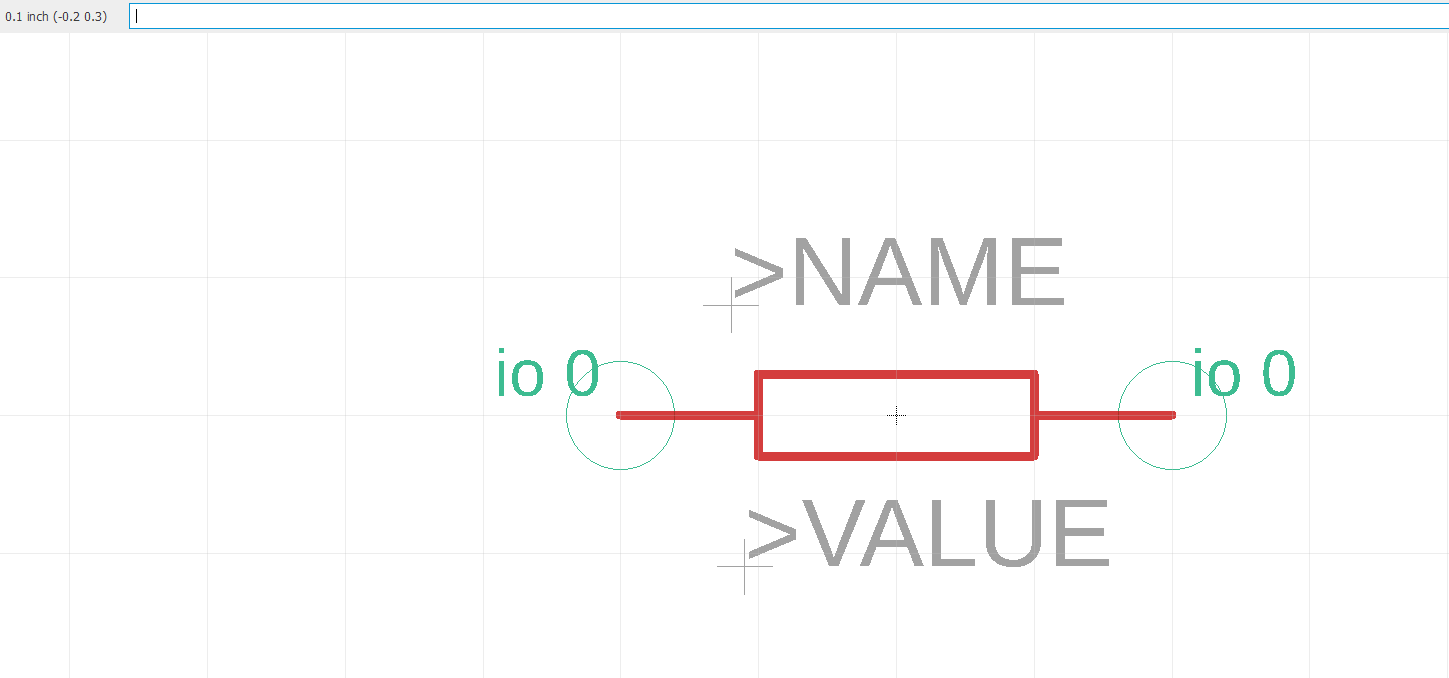 0.1 inch (-0.2 0.3)
>NAME
io 0
io 0
>VALUE